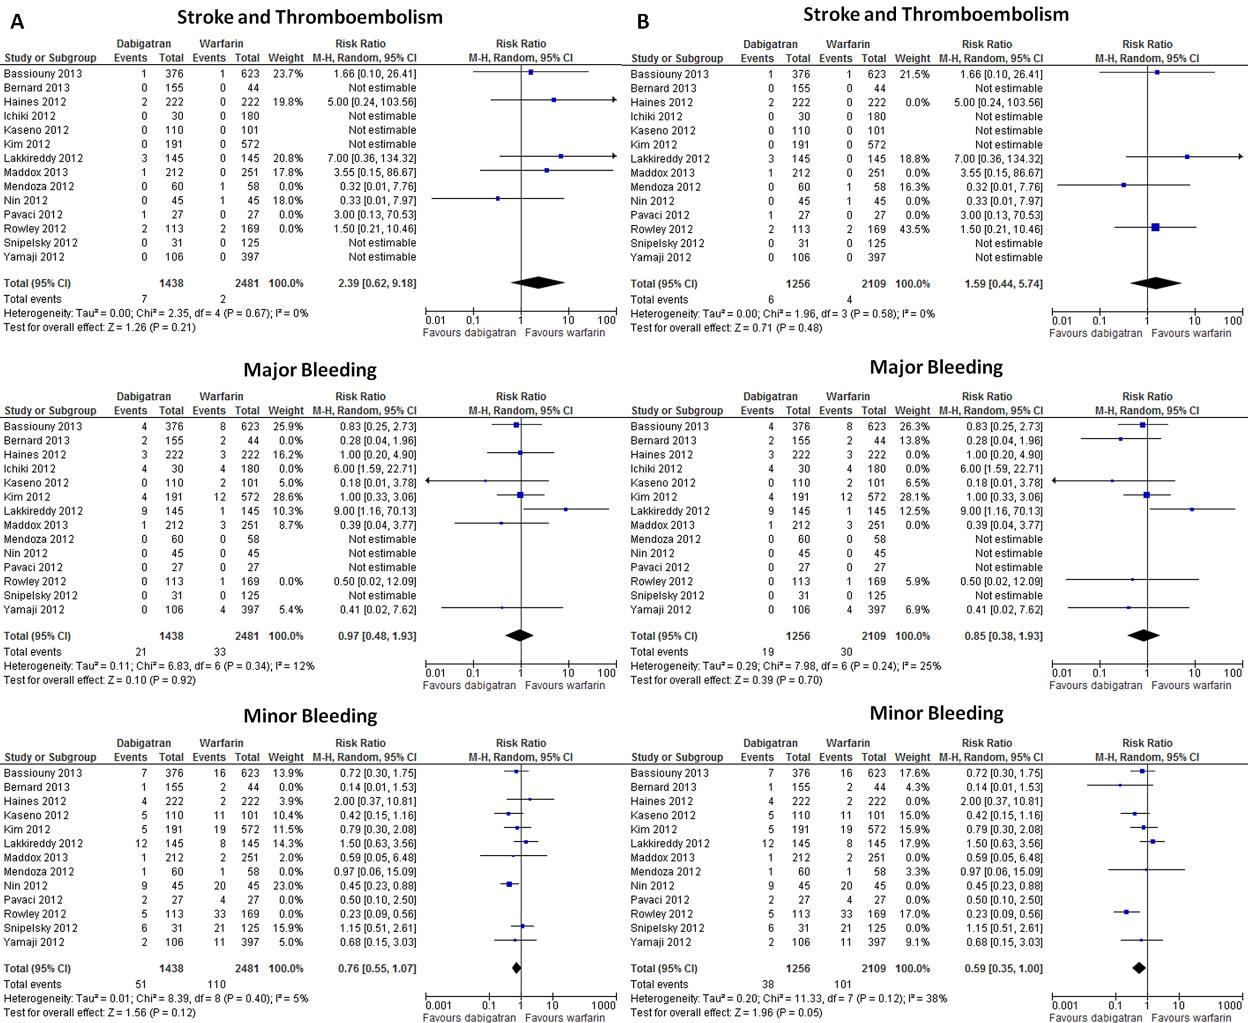 A
Stroke and Thromboembolism
Dabigatran Warfarin Risk Ratio Risk Ratio
Study or Subgroup Events Total Events Total Weight M-H, Random, 95% CI M-H, Random, 95% CI
Bassiouny 2013 1 376 1 623 23.7% 1.66 [0.10, 26.41]
Bernard 2013 0 155 0 44 Not estimable
Haines 2012 2 222 0 222 19.8% 5.00 [0.24, 103.56]
Ichiki 2012 0 30 0 180 Not estimable
Kaseno 2012 0 110 0 101 Not estimable
Kim 2012 0 191 0 572 Not estimable
Lakkireddy 2012 3 145 0 145 20.8% 7.00 [0.36, 134.32]
Maddox 2013 1 212 0 251 17.8% 3.55 [0.15, 86.67]
Mendoza 2012 0 60 1 58 0.0% 0.32 [0.01, 7.76]
Nin 2012 0 45 1 45 18.0% 0.33 [0.01, 7.97]
Pavaci 2012 1 27 0 27 0.0% 3.00 [0.13, 70.53]
Rowley 2012 2 113 2 169 0.0% 1.50 [0.21, 10.46]
Snipelsky 2012 0 31 0 125 Not estimable
Yamaji 2012 0 106 0 397 Not estimable
Total (95% CI) 1438 2481 100.0% 2.39 [0.62, 9.18]
Total events 7 2
Heterogeneity: Tau² = 0.00; Chi² = 2.35, df = 4 (P = 0.67); I² = 0%
Test for overall effect: Z = 1.26 (P = 0.21)
0.01 0.1 1 10 100
Favours dabigatran Favours warfarin
B
Stroke and Thromboembolism
Dabigatran Warfarin Risk Ratio Risk Ratio
Study or Subgroup Events Total Events Total Weight M-H, Random, 95% CI M-H, Random, 95% CI
Bassiouny 2013 1 376 1 623 21.5% 1.66 [0.10, 26.41]
Bernard 2013 0 155 0 44 Not estimable
Haines 2012 2 222 0 222 0.0% 5.00 [0.24, 103.56]
Ichiki 2012 0 30 0 180 Not estimable
Kaseno 2012 0 110 0 101 Not estimable
Kim 2012 0 191 0 572 Not estimable
Lakkireddy 2012 3 145 0 145 18.8% 7.00 [0.36, 134.32]
Maddox 2013 1 212 0 251 0.0% 3.55 [0.15, 86.67]
Mendoza 2012 0 60 1 58 16.3% 0.32 [0.01, 7.76]
Nin 2012 0 45 1 45 0.0% 0.33 [0.01, 7.97]
Pavaci 2012 1 27 0 27 0.0% 3.00 [0.13, 70.53]
Rowley 2012 2 113 2 169 43.5% 1.50 [0.21, 10.46]
Snipelsky 2012 0 31 0 125 Not estimable
Yamaji 2012 0 106 0 397 Not estimable
Total (95% CI) 1256 2109 100.0% 1.59 [0.44, 5.74]
Total events 6 4
Heterogeneity: Tau² = 0.00; Chi² = 1.96, df = 3 (P = 0.58); I² = 0%
Test for overall effect: Z = 0.71 (P = 0.48)
0.01 0.1 1 10 100
Favours dabigatran Favours warfarin
Major Bleeding
Dabigatran Warfarin Risk Ratio Risk Ratio
Study or Subgroup Events Total Events Total Weight M-H, Random, 95% CI M-H, Random, 95% CI
Bassiouny 2013 4 376 8 623 25.9% 0.83 [0.25, 2.73]
Bernard 2013 2 155 2 44 0.0% 0.28 [0.04, 1.96]
Haines 2012 3 222 3 222 16.2% 1.00 [0.20, 4.90]
Ichiki 2012 4 30 4 180 0.0% 6.00 [1.59, 22.71]
Kaseno 2012 0 110 2 101 5.0% 0.18 [0.01, 3.78]
Kim 2012 4 191 12 572 28.6% 1.00 [0.33, 3.06]
Lakkireddy 2012 9 145 1 145 10.3% 9.00 [1.16, 70.13]
Maddox 2013 1 212 3 251 8.7% 0.39 [0.04, 3.77]
Mendoza 2012 0 60 0 58 Not estimable
Nin 2012 0 45 0 45 Not estimable
Pavaci 2012 0 27 0 27 Not estimable
Rowley 2012 0 113 1 169 0.0% 0.50 [0.02, 12.09]
Snipelsky 2012 0 31 0 125 Not estimable
Yamaji 2012 0 106 4 397 5.4% 0.41 [0.02, 7.62]
Total (95% CI) 1438 2481 100.0% 0.97 [0.48, 1.93]
Total events 21 33
Heterogeneity: Tau² = 0.11; Chi² = 6.83, df = 6 (P = 0.34); I² = 12%
Test for overall effect: Z = 0.10 (P = 0.92)
0.01 0.1 1 10 100
Favours dabigatran Favours warfarin
Major Bleeding
Dabigatran Warfarin Risk Ratio Risk Ratio
Study or Subgroup Events Total Events Total Weight M-H, Random, 95% CI M-H, Random, 95% CI
Bassiouny 2013 4 376 8 623 26.3% 0.83 [0.25, 2.73]
Bernard 2013 2 155 2 44 13.8% 0.28 [0.04, 1.96]
Haines 2012 3 222 3 222 0.0% 1.00 [0.20, 4.90]
Ichiki 2012 4 30 4 180 0.0% 6.00 [1.59, 22.71]
Kaseno 2012 0 110 2 101 6.5% 0.18 [0.01, 3.78]
Kim 2012 4 191 12 572 28.1% 1.00 [0.33, 3.06]
Lakkireddy 2012 9 145 1 145 12.5% 9.00 [1.16, 70.13]
Maddox 2013 1 212 3 251 0.0% 0.39 [0.04, 3.77]
Mendoza 2012 0 60 0 58 Not estimable
Nin 2012 0 45 0 45 Not estimable
Pavaci 2012 0 27 0 27 Not estimable
Rowley 2012 0 113 1 169 5.9% 0.50 [0.02, 12.09]
Snipelsky 2012 0 31 0 125 Not estimable
Yamaji 2012 0 106 4 397 6.9% 0.41 [0.02, 7.62]
Total (95% CI) 1256 2109 100.0% 0.85 [0.38, 1.93]
Total events 19 30
Heterogeneity: Tau² = 0.29; Chi² = 7.98, df = 6 (P = 0.24); I² = 25%
Test for overall effect: Z = 0.39 (P = 0.70)
0.01 0.1 1 10 100
Favours dabigatran Favours warfarin
Minor Bleeding
Dabigatran Warfarin Risk Ratio Risk Ratio
Study or Subgroup Events Total Events Total Weight M-H, Random, 95% CI M-H, Random, 95% CI
Bassiouny 2013 7 376 16 623 13.9% 0.72 [0.30, 1.75]
Bernard 2013 1 155 2 44 0.0% 0.14 [0.01, 1.53]
Haines 2012 4 222 2 222 3.9% 2.00 [0.37, 10.81]
Kaseno 2012 5 110 11 101 10.5% 0.42 [0.15, 1.16]
Kim 2012 5 191 19 572 11.5% 0.79 [0.30, 2.08]
Lakkireddy 2012 12 145 8 145 14.3% 1.50 [0.63, 3.56]
Maddox 2013 1 212 2 251 2.0% 0.59 [0.05, 6.48]
Mendoza 2012 1 60 1 58 0.0% 0.97 [0.06, 15.09]
Nin 2012 9 45 20 45 23.0% 0.45 [0.23, 0.88]
Pavaci 2012 2 27 4 27 0.0% 0.50 [0.10, 2.50]
Rowley 2012 5 113 33 169 0.0% 0.23 [0.09, 0.56]
Snipelsky 2012 6 31 21 125 15.9% 1.15 [0.51, 2.61]
Yamaji 2012 2 106 11 397 5.0% 0.68 [0.15, 3.03]
Total (95% CI) 1438 2481 100.0% 0.76 [0.55, 1.07]
Total events 51 110
Heterogeneity: Tau² = 0.01; Chi² = 8.39, df = 8 (P = 0.40); I² = 5%
Test for overall effect: Z = 1.56 (P = 0.12)
0.001 0.1 1 10 1000
Favours dabigatran Favours warfarin
Minor Bleeding
Dabigatran Warfarin Risk Ratio Risk Ratio
Study or Subgroup Events Total Events Total Weight M-H, Random, 95% CI M-H, Random, 95% CI
Bassiouny 2013 7 376 16 623 17.6% 0.72 [0.30, 1.75]
Bernard 2013 1 155 2 44 4.3% 0.14 [0.01, 1.53]
Haines 2012 4 222 2 222 0.0% 2.00 [0.37, 10.81]
Kaseno 2012 5 110 11 101 14.9% 0.42 [0.15, 1.16]
Kim 2012 5 191 19 572 15.9% 0.79 [0.30, 2.08]
Lakkireddy 2012 12 145 8 145 17.9% 1.50 [0.63, 3.56]
Maddox 2013 1 212 2 251 0.0% 0.59 [0.05, 6.48]
Mendoza 2012 1 60 1 58 3.3% 0.97 [0.06, 15.09]
Nin 2012 9 45 20 45 0.0% 0.45 [0.23, 0.88]
Pavaci 2012 2 27 4 27 0.0% 0.50 [0.10, 2.50]
Rowley 2012 5 113 33 169 17.0% 0.23 [0.09, 0.56]
Snipelsky 2012 6 31 21 125 0.0% 1.15 [0.51, 2.61]
Yamaji 2012 2 106 11 397 9.1% 0.68 [0.15, 3.03]
Total (95% CI) 1256 2109 100.0% 0.59 [0.35, 1.00]
Total events 38 101
Heterogeneity: Tau² = 0.20; Chi² = 11.33, df = 7 (P = 0.12); I² = 38%
Test for overall effect: Z = 1.96 (P = 0.05)
0.001 0.1 1 10 1000
Favours dabigatran Favours warfarin